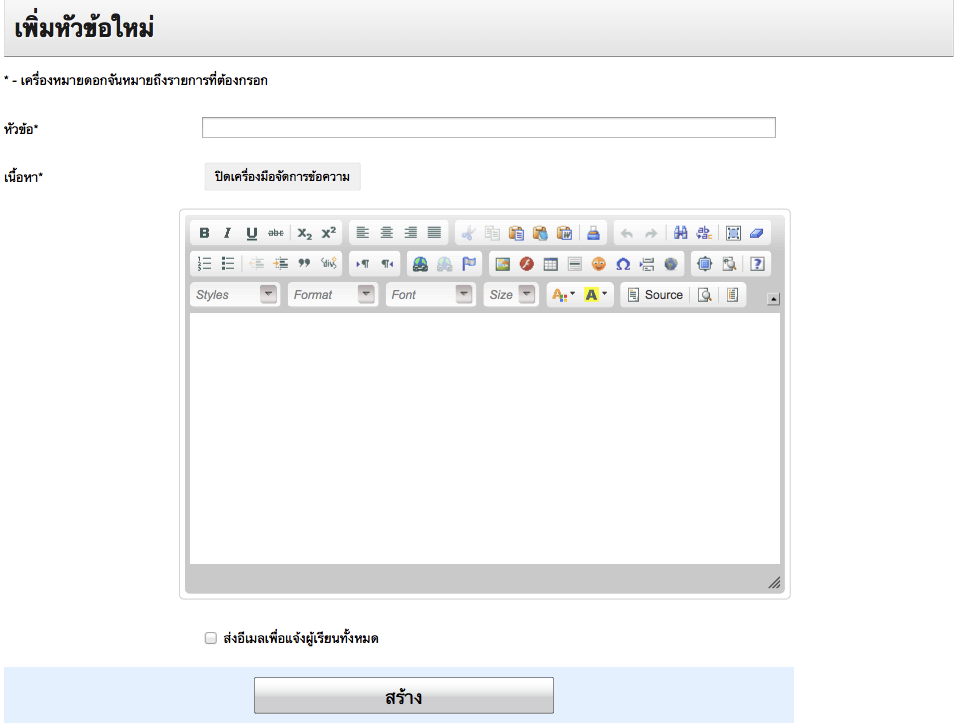 เพิ่มหัวข้อใหม่
* - เครื่องหมายดอกจันหมายถึงรายการที่ต้องกรอก
หัวข้อ*
เนื้อหา*
ปิดเครื่องมือจัดการข้อความ
B I U abc X₂ X²
Styles Format Font Size A A Source
ส่งอีเมลเพื่อแจ้งผู้เรียนทั้งหมด
สร้าง